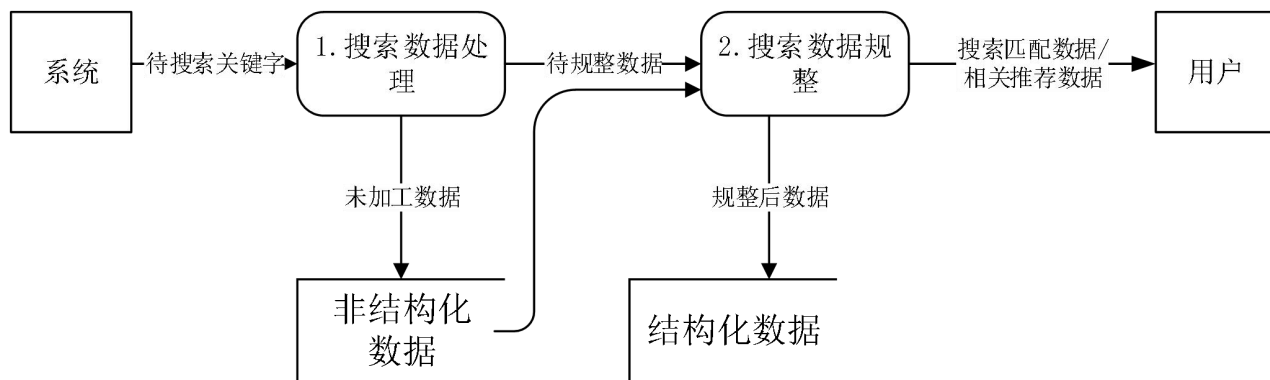 系统
待搜索关键字
1.搜索数据处
理
待规整数据
2.搜索数据规
整
搜索匹配数据/
相关推荐数据
用户
未加工数据
规整后数据
非结构化
数据
结构化数据